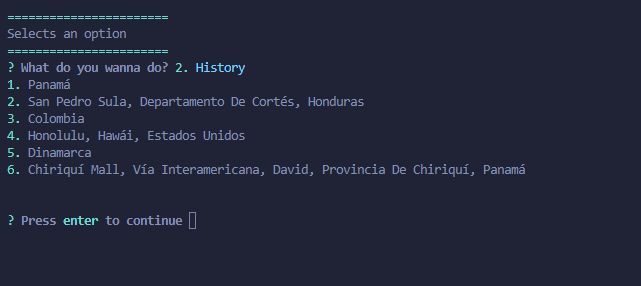 =======================
Selects an option
=======================
? What do you wanna do? 2. History
1. Panamá
2. San Pedro Sula, Departamento De Cortés, Honduras
3. Colombia
4. Honolulu, Hawái, Estados Unidos
5. Dinamarca
6. Chiriquí Mall, Vía Interamericana, David, Provincia De Chiriquí, Panamá
? Press enter to continue